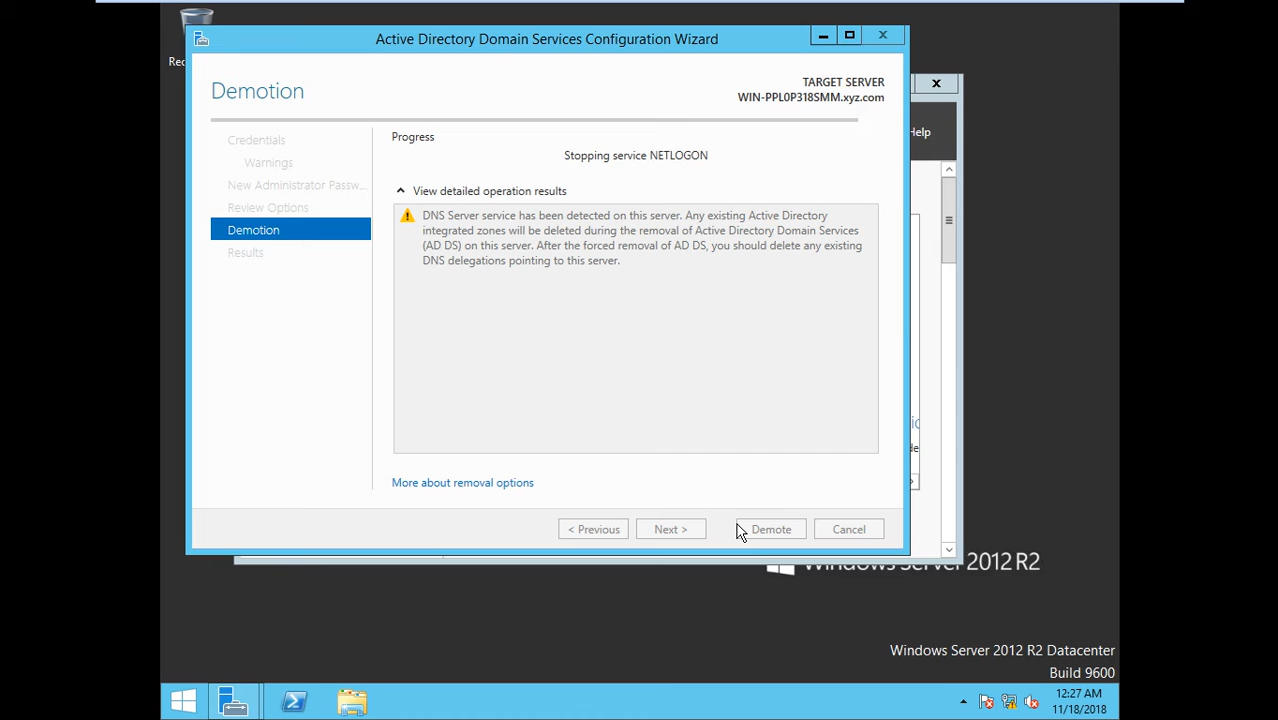 Active Directory Domain Services Configuration Wizard
Demotion
TARGET SERVER
WIN-PPL0P318SMM.xyz.com
Help
Credentials
Warnings
New Administrator Passw...
Review Options
Demotion
Results
Progress
Stopping service NETLOGON
View detailed operation results
DNS Server service has been detected on this server. Any existing Active Directory
integrated zones will be deleted during the removal of Active Directory Domain Services
(AD DS) on this server. After the forced removal of AD DS, you should delete any existing
DNS delegations pointing to this server.
More about removal options
< Previous
Next >
Demote
Cancel
Windows Server 2012 R2
Windows Server 2012 R2 Datacenter
Build 9600
12:27 AM
11/18/2018